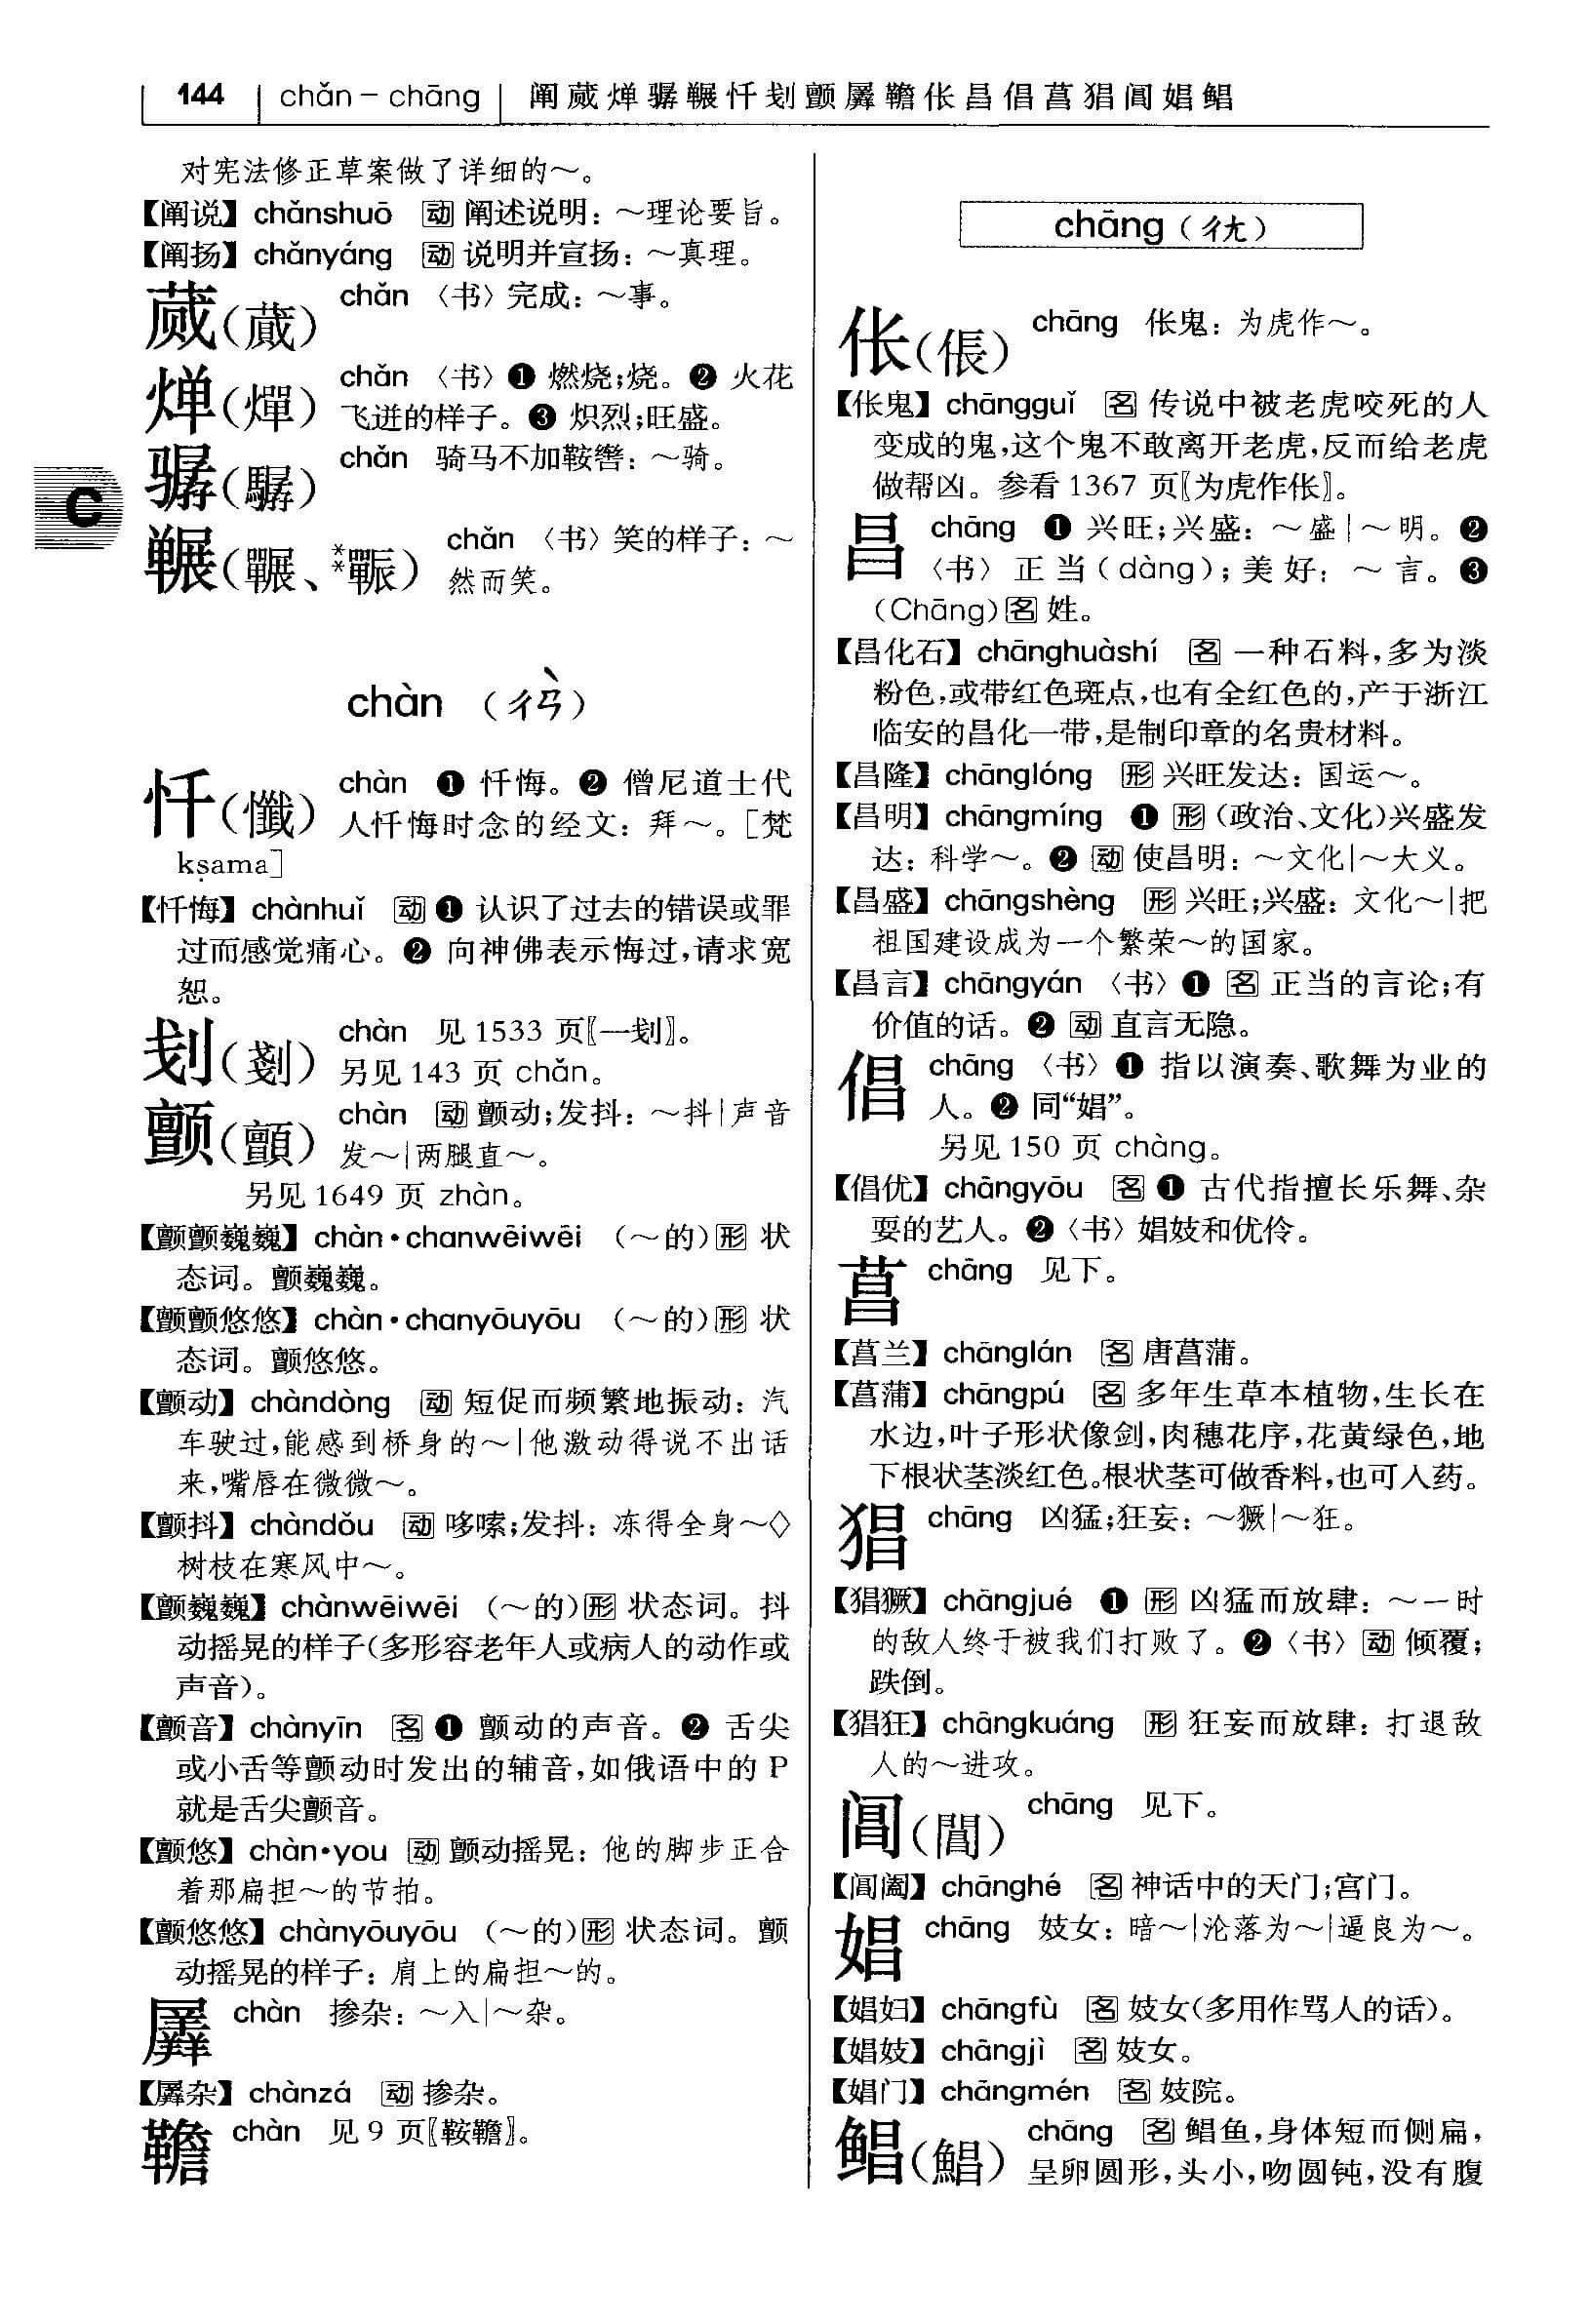 144 chǎn－chāng 阐蒇𬊤骣冁忏刬颤羼韂伥昌倡菖猖阊娼鲳
对宪法修正草案做了详细的～。
【阐说】chǎnshuō 动 阐述说明：～理论要旨。
【阐扬】chǎnyáng 动 说明并宣扬：～真理。
蒇(蕆) chǎn 〈书〉完成：～事。
𬊤(燀) chǎn 〈书〉❶ 燃烧;烧。❷ 火花
飞迸的样子。❸ 炽烈;旺盛。
骣(驏) chǎn 骑马不加鞍辔：～骑。
C
冁(囅、**辴) chǎn 〈书〉笑的样子：～
然而笑。
chàn （ㄔㄢˋ）
忏(懺) chàn ❶ 忏悔。❷ 僧尼道士代
人忏悔时念的经文：拜～。［梵
kṣama］
【忏悔】chànhuǐ 动 ❶ 认识了过去的错误或罪
过而感觉痛心。❷ 向神佛表示悔过,请求宽
恕。
刬(剗) chàn 见 1533 页〖一刬〗。
另见 143 页 chǎn。
颤(顫) chàn 动 颤动;发抖：～抖｜声音
发～｜两腿直～。
另见 1649 页 zhàn。
【颤颤巍巍】chàn·chanwēiwēi （～的）形 状
态词。颤巍巍。
【颤颤悠悠】chàn·chanyōuyōu （～的）形 状
态词。颤悠悠。
【颤动】chàndòng 动 短促而频繁地振动：汽
车驶过,能感到桥身的～｜他激动得说不出话
来,嘴唇在微微～。
【颤抖】chàndǒu 动 哆嗦;发抖：冻得全身～◇
树枝在寒风中～。
【颤巍巍】chànwēiwēi （～的）形 状态词。抖
动摇晃的样子(多形容老年人或病人的动作或
声音)。
【颤音】chànyīn 名 ❶ 颤动的声音。❷ 舌尖
或小舌等颤动时发出的辅音,如俄语中的 P
就是舌尖颤音。
【颤悠】chàn·you 动 颤动摇晃：他的脚步正合
着那扁担～的节拍。
【颤悠悠】chànyōuyōu （～的）形 状态词。颤
动摇晃的样子：肩上的扁担～的。
羼 chàn 掺杂：～入｜～杂。
【羼杂】chànzá 动 掺杂。
韂 chàn 见 9 页〖鞍韂〗。
chāng（ㄔㄤ）
伥(倀) chāng 伥鬼：为虎作～。
【伥鬼】chāngguǐ 名 传说中被老虎咬死的人
变成的鬼,这个鬼不敢离开老虎,反而给老虎
做帮凶。参看 1367 页〖为虎作伥〗。
昌 chāng ❶ 兴旺;兴盛：～盛｜～明。❷
〈书〉正当（dàng）;美好：～言。❸
（Chāng）名 姓。
【昌化石】chānghuàshí 名 一种石料,多为淡
粉色,或带红色斑点,也有全红色的,产于浙江
临安的昌化一带,是制印章的名贵材料。
【昌隆】chānglóng 形 兴旺发达：国运～。
【昌明】chāngmíng ❶ 形（政治、文化）兴盛发
达：科学～。❷ 动 使昌明：～文化｜～大义。
【昌盛】chāngshèng 形 兴旺;兴盛：文化～｜把
祖国建设成为一个繁荣～的国家。
【昌言】chāngyán 〈书〉❶ 名 正当的言论;有
价值的话。❷ 动 直言无隐。
倡 chāng 〈书〉❶ 指以演奏、歌舞为业的
人。❷ 同“娼”。
另见 150 页 chàng。
【倡优】chāngyōu 名 ❶ 古代指擅长乐舞、杂
耍的艺人。❷〈书〉娼妓和优伶。
菖 chāng 见下。
【菖兰】chānglán 名 唐菖蒲。
【菖蒲】chāngpú 名 多年生草本植物,生长在
水边,叶子形状像剑,肉穗花序,花黄绿色,地
下根状茎淡红色。根状茎可做香料,也可入药。
猖 chāng 凶猛;狂妄：～獗｜～狂。
【猖獗】chāngjué ❶ 形 凶猛而放肆：～一时
的敌人终于被我们打败了。❷〈书〉动 倾覆;
跌倒。
【猖狂】chāngkuáng 形 狂妄而放肆：打退敌
人的～进攻。
阊(閶) chāng 见下。
【阊阖】chānghé 名 神话中的天门;宫门。
娼 chāng 妓女：暗～｜沦落为～｜逼良为～。
【娼妇】chāngfù 名 妓女(多用作骂人的话)。
【娼妓】chāngjì 名 妓女。
【娼门】chāngmén 名 妓院。
鲳(鯧) chāng 名 鲳鱼,身体短而侧扁,
呈卵圆形,头小,吻圆钝,没有腹